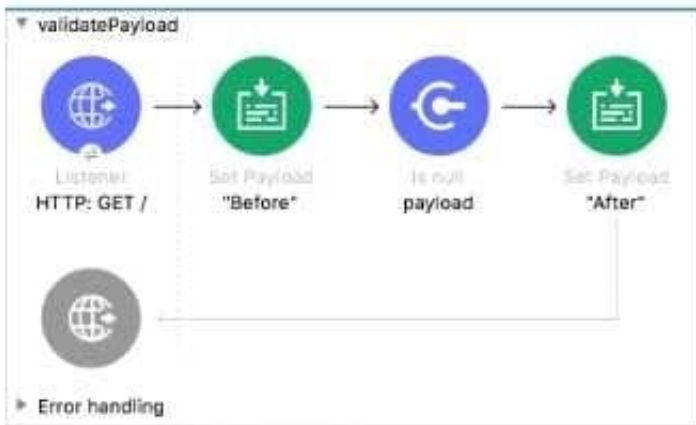 validatePayload
Listener
Set Payload
Is null
Set Payload
HTTP: GET /
"Before"
payload
"After"
Error handling